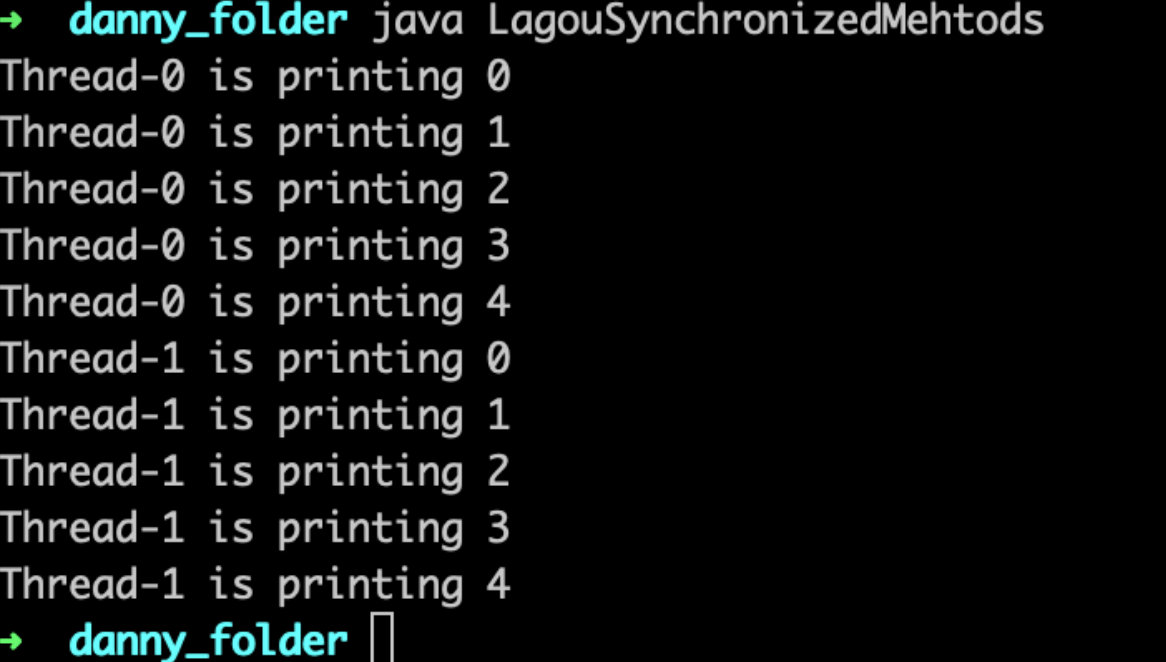 ➜ danny_folder java LagouSynchronizedMehtods
Thread-0 is printing 0
Thread-0 is printing 1
Thread-0 is printing 2
Thread-0 is printing 3
Thread-0 is printing 4
Thread-1 is printing 0
Thread-1 is printing 1
Thread-1 is printing 2
Thread-1 is printing 3
Thread-1 is printing 4
➜ danny_folder